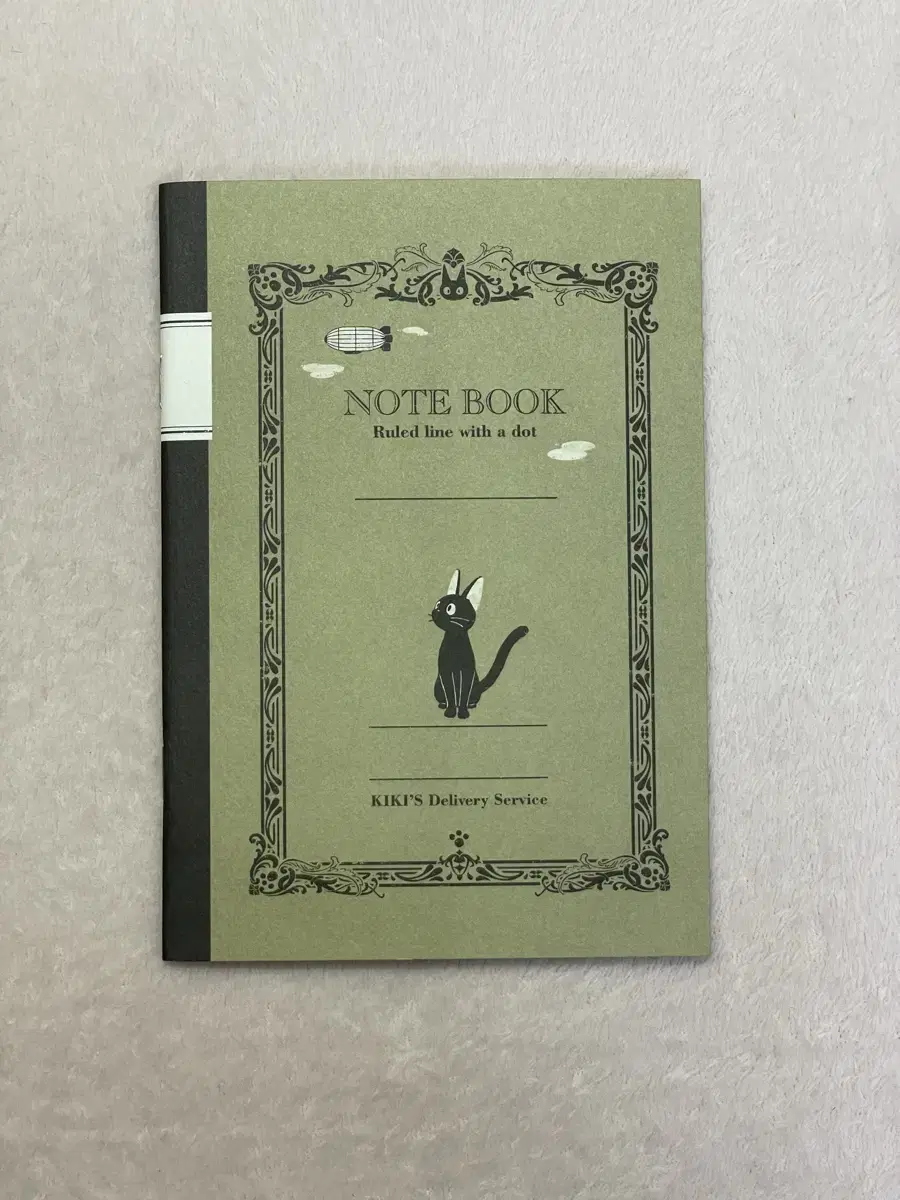 NOTE BOOK
Ruled line with a dot
KIKI'S Delivery Service